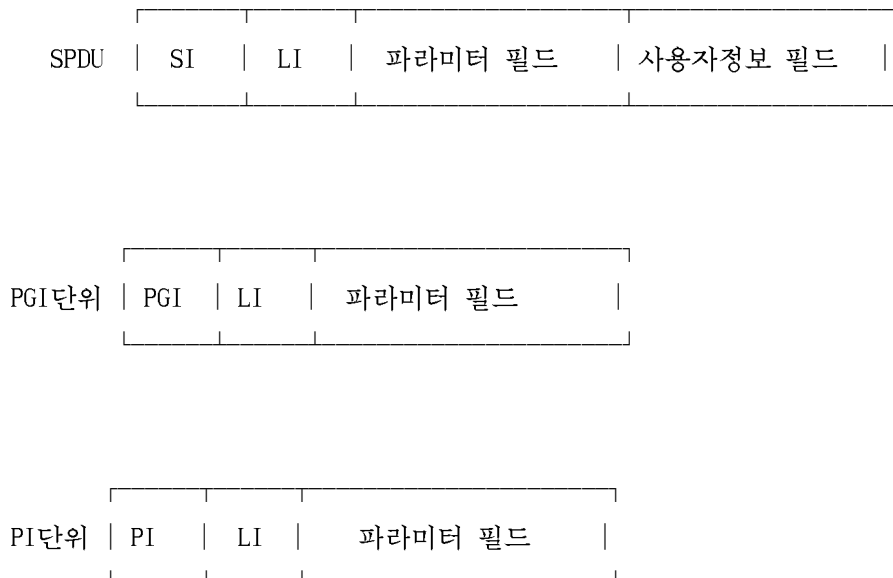 SPDU | SI | LI | 파라미터 필드 | 사용자정보 필드 |
PGI단위 | PGI | LI | 파라미터 필드 |
PI단위 | PI | LI | 파라미터 필드 |